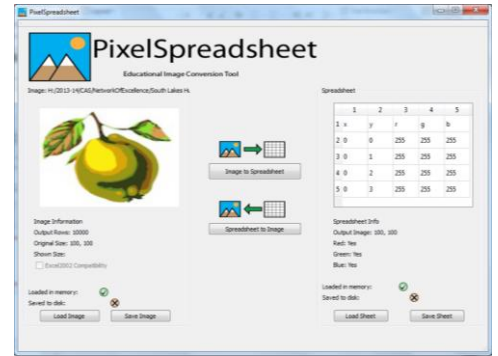 PixelSpreadsheet
PixelSpreadsheet
Educational Image Conversion Tool
Image: H:/2013-14/CAS/NetworkOfExcellence/South Lakes H.
Image Information
Output Rows: 10000
Original Size: 100, 100
Shown Size:
Excel2003 Compatibility
Loaded in memory:
Saved to disk:
Load Image Save Image
Image to Spreadsheet
Spreadsheet to Image
Spreadsheet
1 2 3 4 5
1 x y r g b
2 0 0 255 255 255
3 0 1 255 255 255
4 0 2 255 255 255
5 0 3 255 255 255
Spreadsheet Info
Output Image: 100, 100
Red: Yes
Green: Yes
Blue: Yes
Loaded in memory:
Saved to disk:
Load Sheet Save Sheet